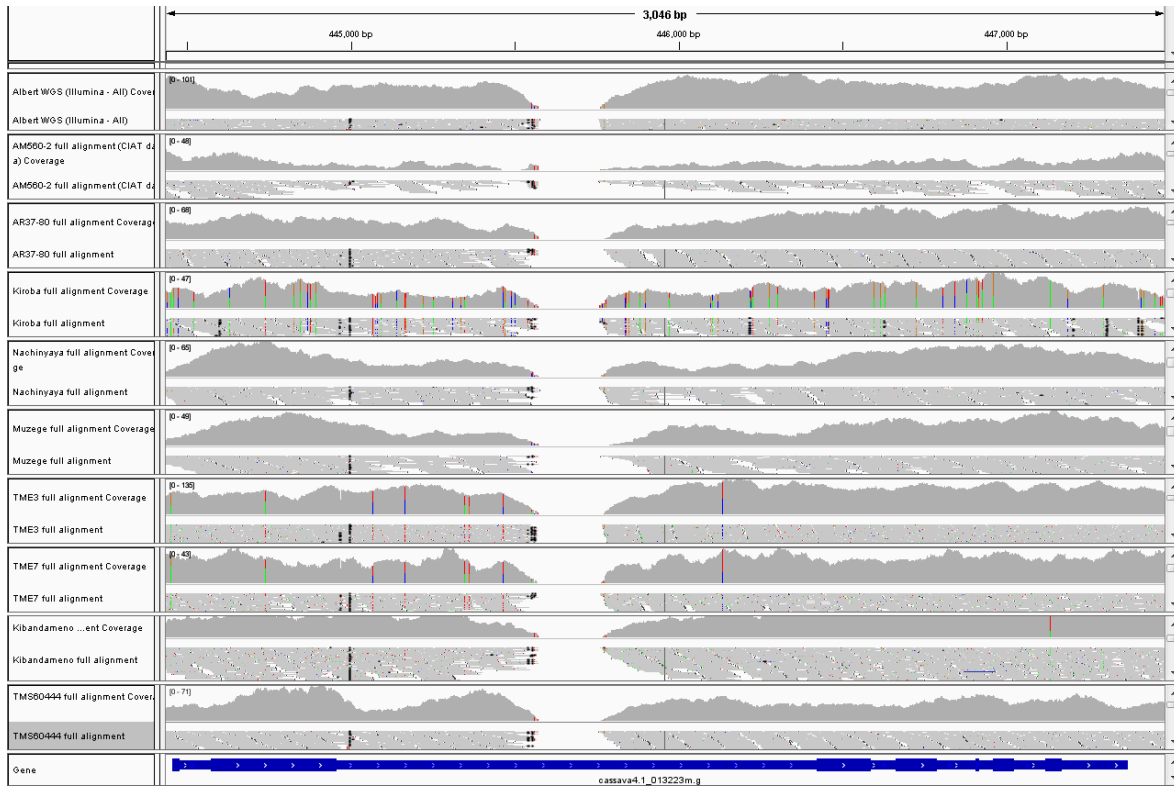 3,046 bp
445,000 bp
446,000 bp
447,000 bp
[0 - 101]
Albert WGS (Illumina - All) Cover
Albert WGS (Illumina - All)
[0 - 48]
AM560-2 full alignment (CIAT da
a) Coverage
AM560-2 full alignment (CIAT da
[0 - 68]
AR37-80 full alignment Coverage
AR37-80 full alignment
[0 - 47]
Kiroba full alignment Coverage
Kiroba full alignment
[0 - 65]
Nachinyaya full alignment Cover
ge
Nachinyaya full alignment
[0 - 49]
Muzege full alignment Coverage
Muzege full alignment
[0 - 135]
TME3 full alignment Coverage
TME3 full alignment
[0 - 43]
TME7 full alignment Coverage
TME7 full alignment
Kibandameno ...ent Coverage
Kibandameno full alignment
[0 - 71]
TMS60444 full alignment Cover
TMS60444 full alignment
Gene
cassava4.1_013223m.g